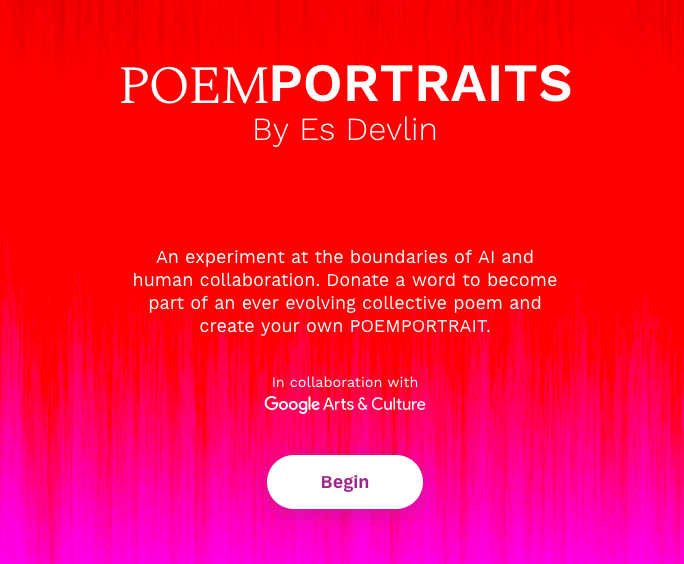 POEMPORTRAITS
By Es Devlin
An experiment at the boundaries of AI and
human collaboration. Donate a word to become
part of an ever evolving collective poem and
create your own POEMPORTRAIT.
In collaboration with
Google Arts & Culture
Begin